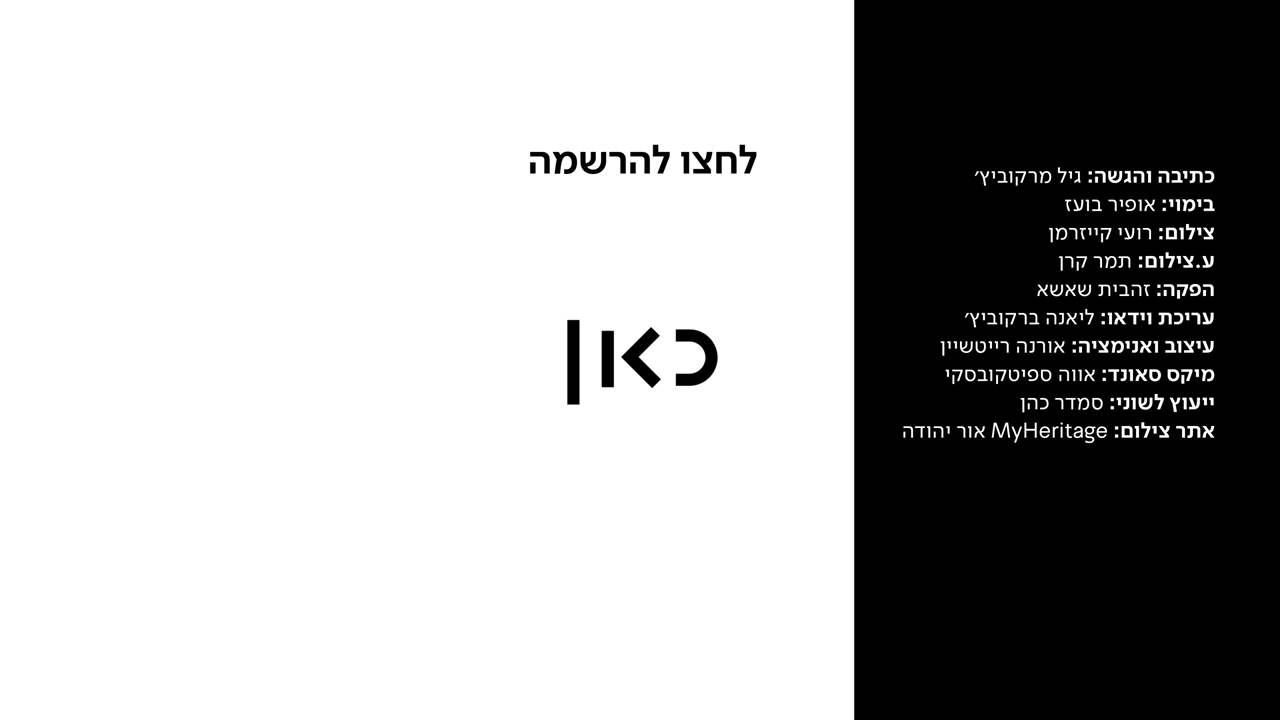 לחצו להרשמה
כאן
כתיבה והגשה: גיל מרקוביץ׳
בימוי: אופיר בועז
צילום: רועי קייזרמן
ע.צילום: תמר קרן
הפקה: זהבית שאשא
עריכת וידאו: ליאנה ברקוביץ׳
עיצוב ואנימציה: אורנה רייטשיין
מיקס סאונד: אווה ספיטקובסקי
ייעוץ לשוני: סמדר כהן
אתר צילום: MyHeritage אור יהודה